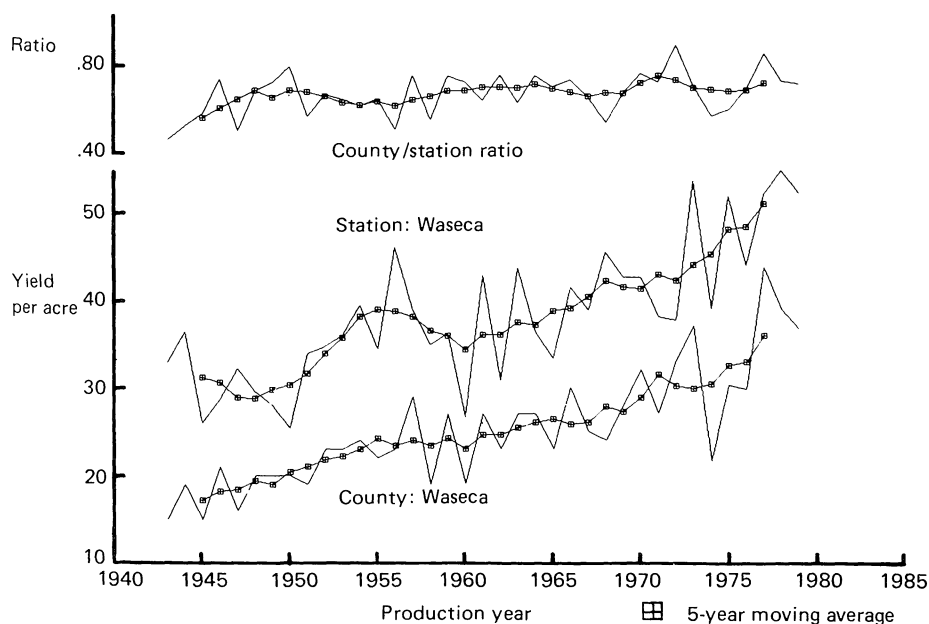 Ratio
.80
.40
County/station ratio
50
Station: Waseca
Yield
per acre
40
30
20
County: Waseca
10
1940 1945 1950 1955 1960 1965 1970 1975 1980 1985
Production year
5-year moving average